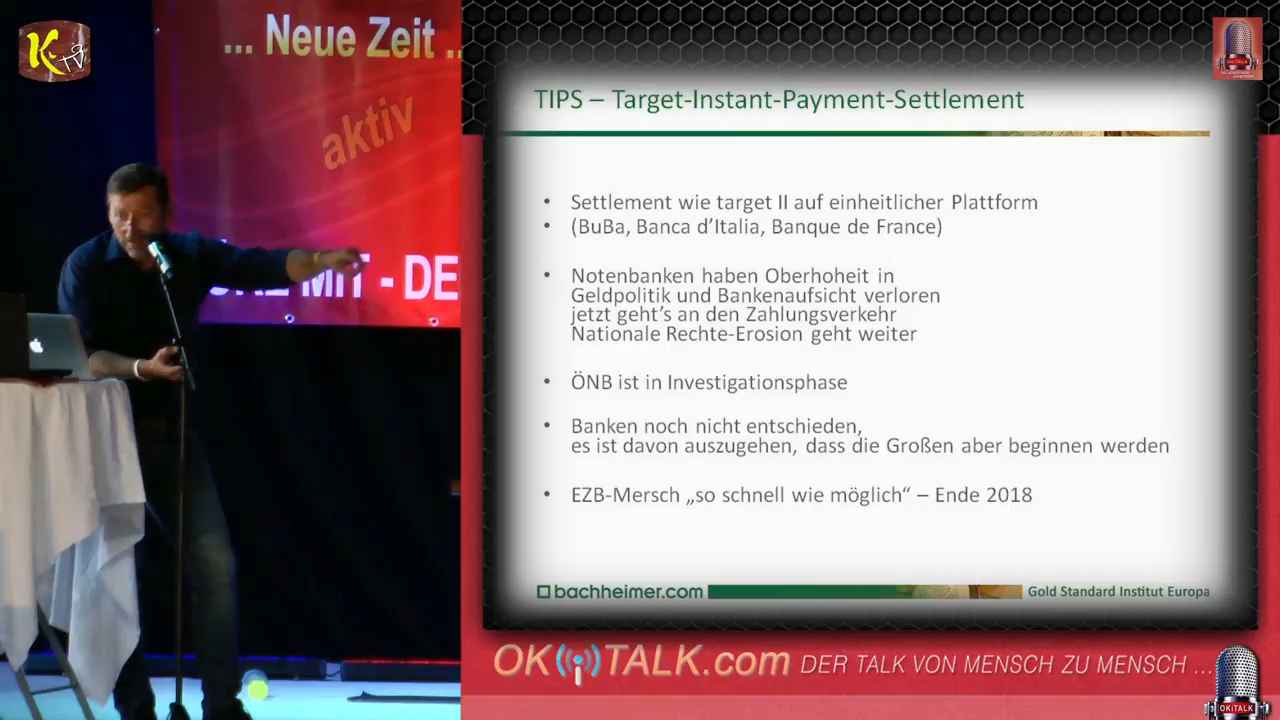 K
TV
... Neue Zeit ..
aktiv
MIT - DE
OKiTALK
TIPS – Target-Instant-Payment-Settlement
• Settlement wie target II auf einheitlicher Plattform
• (BuBa, Banca d’Italia, Banque de France)
• Notenbanken haben Oberhoheit in
Geldpolitik und Bankenaufsicht verloren
jetzt geht’s an den Zahlungsverkehr
Nationale Rechte-Erosion geht weiter
• ÖNB ist in Investigationsphase
• Banken noch nicht entschieden,
es ist davon auszugehen, dass die Großen aber beginnen werden
• EZB-Mersch „so schnell wie möglich“ – Ende 2018
bachheimer.com
Gold Standard Institut Europa
OK i TALK.com DER TALK VON MENSCH ZU MENSCH ...
OKiTALK